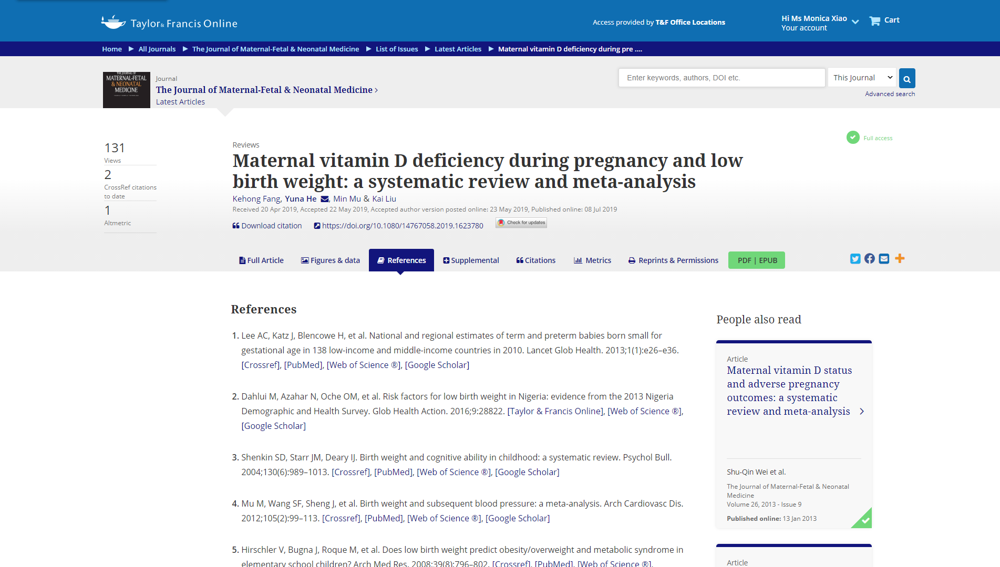 Taylor & Francis Online
Access provided by T&F Office Locations
Hi Ms Monica Xiao
Your account
Cart
Home
All Journals
The Journal of Maternal-Fetal & Neonatal Medicine
List of Issues
Latest Articles
Maternal vitamin D deficiency during pre ....
MATERNAL-FETAL
& NEONATAL
MEDICINE
Journal
The Journal of Maternal-Fetal & Neonatal Medicine
Latest Articles
Enter keywords, authors, DOI etc.
This Journal
Advanced search
131
Views
2
CrossRef citations
to date
1
Altmetric
Full access
Reviews
Maternal vitamin D deficiency during pregnancy and low
birth weight: a systematic review and meta-analysis
Kehong Fang, Yuna He, Min Mu & Kai Liu
Received 20 Apr 2019, Accepted 22 May 2019, Accepted author version posted online: 23 May 2019, Published online: 08 Jul 2019
Download citation
https://doi.org/10.1080/14767058.2019.1623780
Check for updates
Full Article
Figures & data
References
Supplemental
Citations
Metrics
Reprints & Permissions
PDF | EPUB
References
1. Lee AC, Katz J, Blencowe H, et al. National and regional estimates of term and preterm babies born small for
gestational age in 138 low-income and middle-income countries in 2010. Lancet Glob Health. 2013;1(1):e26–e36.
[Crossref], [PubMed], [Web of Science ®], [Google Scholar]
2. Dahlui M, Azahar N, Oche OM, et al. Risk factors for low birth weight in Nigeria: evidence from the 2013 Nigeria
Demographic and Health Survey. Glob Health Action. 2016;9:28822. [Taylor & Francis Online], [Web of Science ®],
[Google Scholar]
3. Shenkin SD, Starr JM, Deary IJ. Birth weight and cognitive ability in childhood: a systematic review. Psychol Bull.
2004;130(6):989–1013. [Crossref], [PubMed], [Web of Science ®], [Google Scholar]
4. Mu M, Wang SF, Sheng J, et al. Birth weight and subsequent blood pressure: a meta-analysis. Arch Cardiovasc Dis.
2012;105(2):99–113. [Crossref], [PubMed], [Web of Science ®], [Google Scholar]
5. Hirschler V, Bugna J, Roque M, et al. Does low birth weight predict obesity/overweight and metabolic syndrome in
elementary school children? Arch Med Res. 2008;39(8):796–802. [Crossref], [PubMed], [Web of Science ®],
People also read
Article
Maternal vitamin D status
and adverse pregnancy
outcomes: a systematic
review and meta-analysis
Shu-Qin Wei et al.
The Journal of Maternal-Fetal & Neonatal
Medicine
Volume 26, 2013 - Issue 9
Published online: 13 Jan 2013
Article